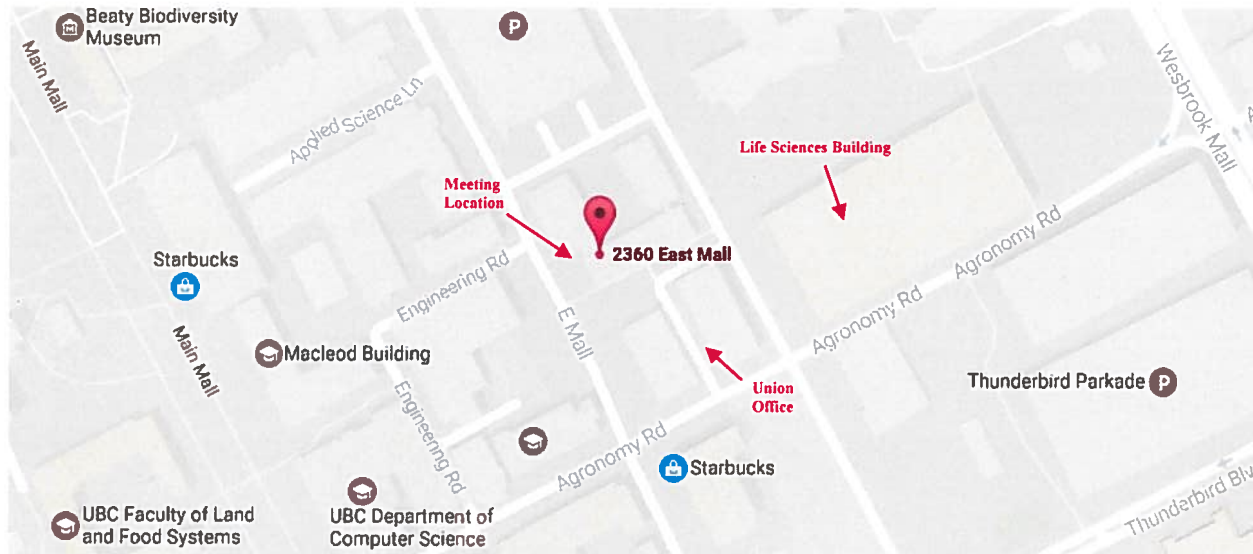 Beaty Biodiversity
Museum
P
Main Mall
Applied Science Ln
Wesbrook Mall
Life Sciences Building
Meeting
Location
2360 East Mall
Agronomy Rd
Starbucks
Engineering Rd
E Mall
Agronomy Rd
Main Mall
Macleod Building
Union
Office
Thunderbird Parkade
P
Engineering Rd
Agronomy Rd
Starbucks
UBC Faculty of Land
and Food Systems
UBC Department of
Computer Science
Thunderbird Blv